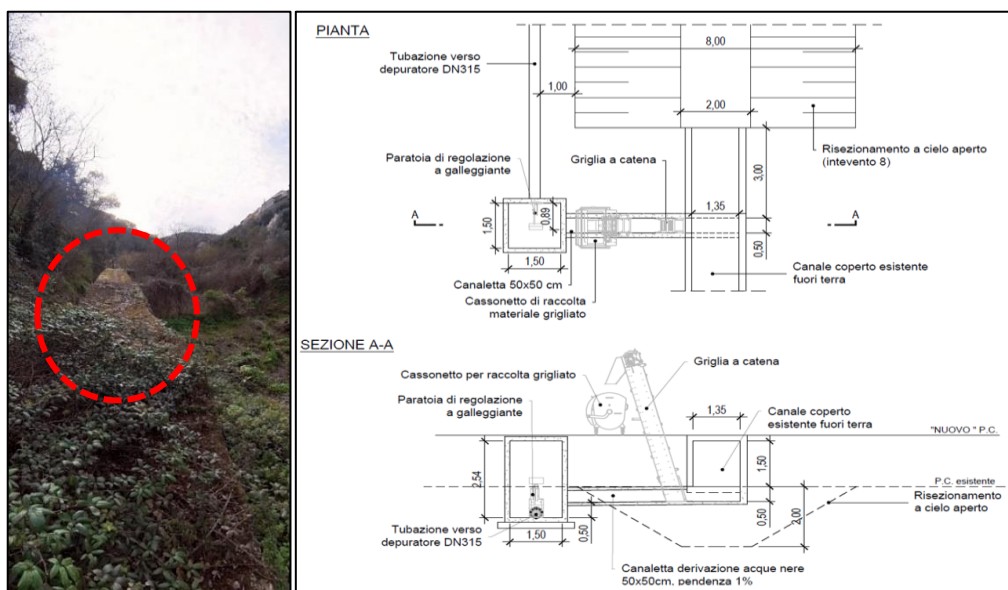 PIANTA
Tubazione verso
depuratore DN315
8,00
1,00
2,00
Risezionamento a cielo aperto
(intevento 8)
Paratoia di regolazione
a galleggiante
Griglia a catena
3,00
1,35
A
A
0,89
1,50
0,50
1,50
Canaletta 50x50 cm
Cassonetto di raccolta
materiale grigliato
Canale coperto esistente
fuori terra
SEZIONE A-A
Cassonetto per raccolta grigliato
Griglia a catena
Paratoia di regolazione
a galleggiante
1,35
Canale coperto
esistente fuori terra
"NUOVO" P.C.
2,54
1,50
P.C. esistente
Risezionamento
a cielo aperto
0,50
2,00
Tubazione verso
depuratore DN315
1,50
0,50
Canaletta derivazione acque nere
50x50cm, pendenza 1%